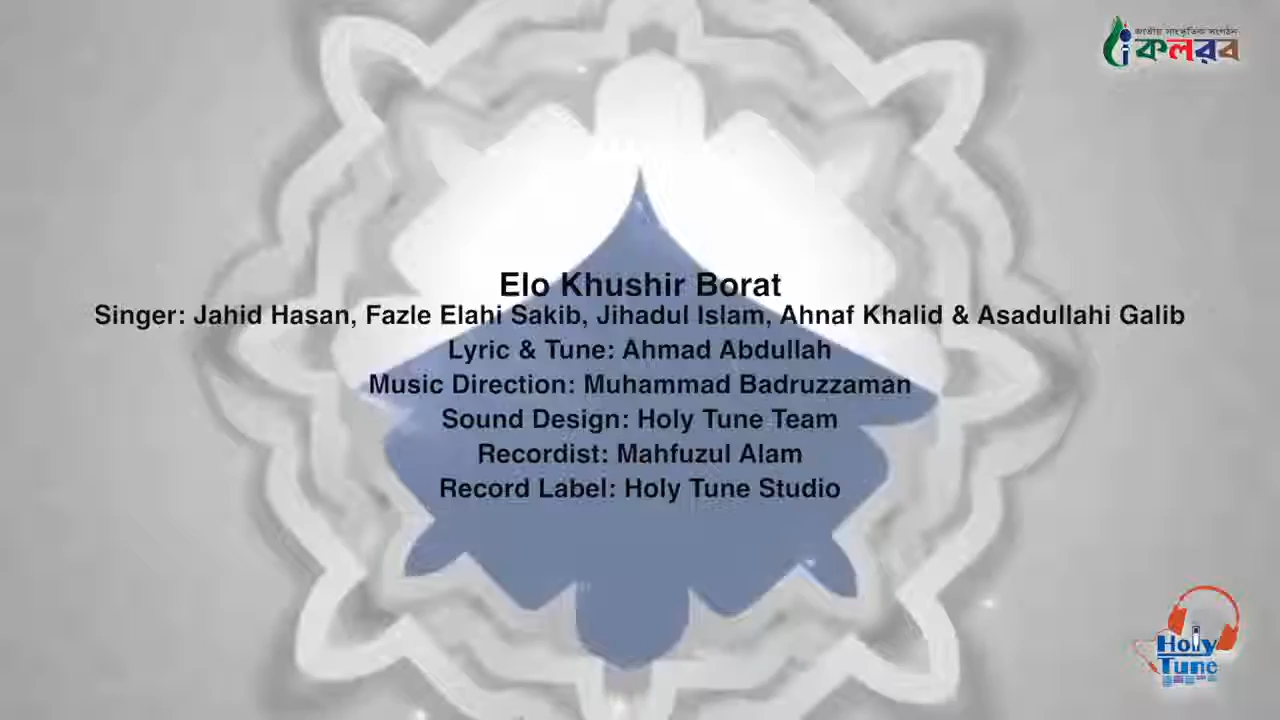 জাতীয় সাংস্কৃতিক সংগঠন
কলরব
Elo Khushir Borat
Singer: Jahid Hasan, Fazle Elahi Sakib, Jihadul Islam, Ahnaf Khalid & Asadullahi Galib
Lyric & Tune: Ahmad Abdullah
Music Direction: Muhammad Badruzzaman
Sound Design: Holy Tune Team
Recordist: Mahfuzul Alam
Record Label: Holy Tune Studio
Holy
Tune